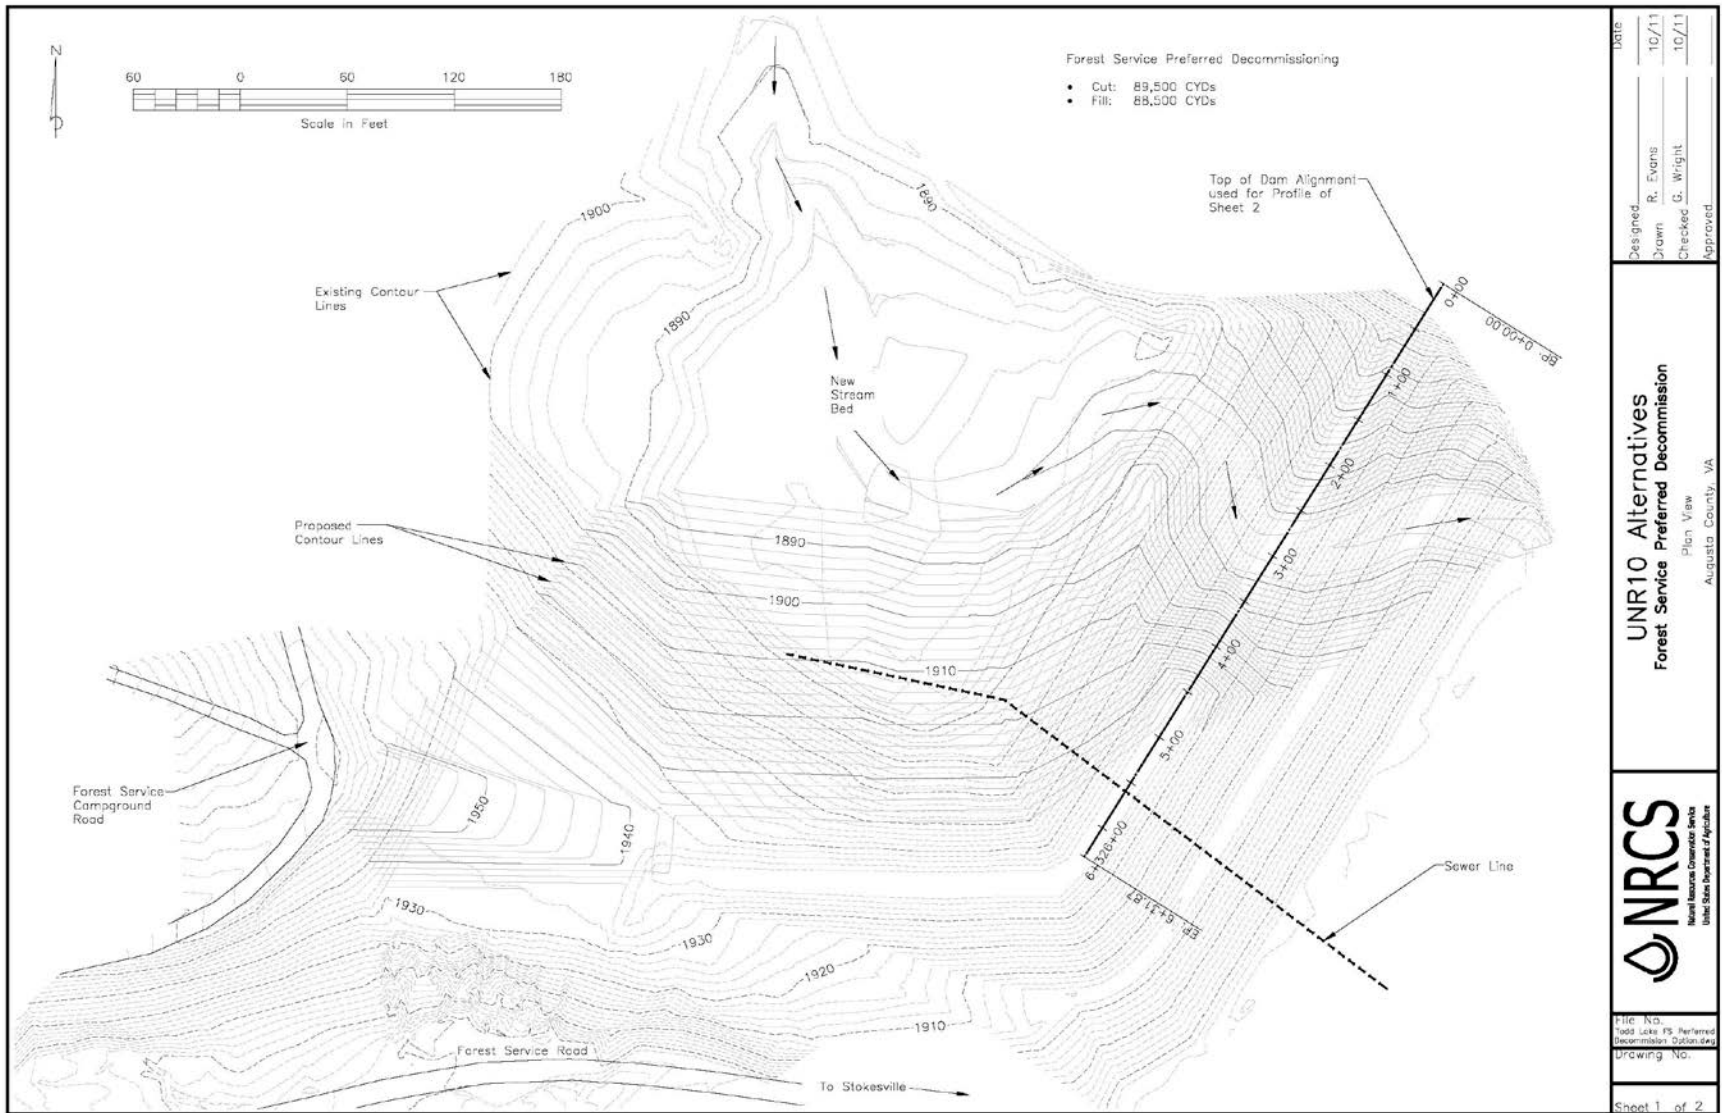 N
60 0 60 120 180
Scale in Feet
Forest Service Preferred Decommissioning
• Cut: 89,500 CYDs
• Fill: 88,500 CYDs
Top of Dam Alignment
used for Profile of
Sheet 2
1900
1890
Existing Contour
Lines
1890
0+00
BP: 0+00.00
1+00
New
Stream
Bed
2+00
Proposed
Contour Lines
1890
3+00
1900
4+00
1910
5+00
Forest Service
Campground
Road
1950
1940
6+00
EP: 6+31.87
Sewer Line
1930
1930
1920
1910
Forest Service Road
To Stokesville
Date
Designed
Drawn R. Evans 10/11
Checked G. Wright 10/11
Approved
UNR10 Alternatives
Forest Service Preferred Decommission
Plan View
Augusta County, VA
NRCS
Natural Resources Conservation Service
United States Department of Agriculture
File No.
Todd Lake FS Perferred
Decommision Option.dwg
Drawing No.
Sheet 1 of 2